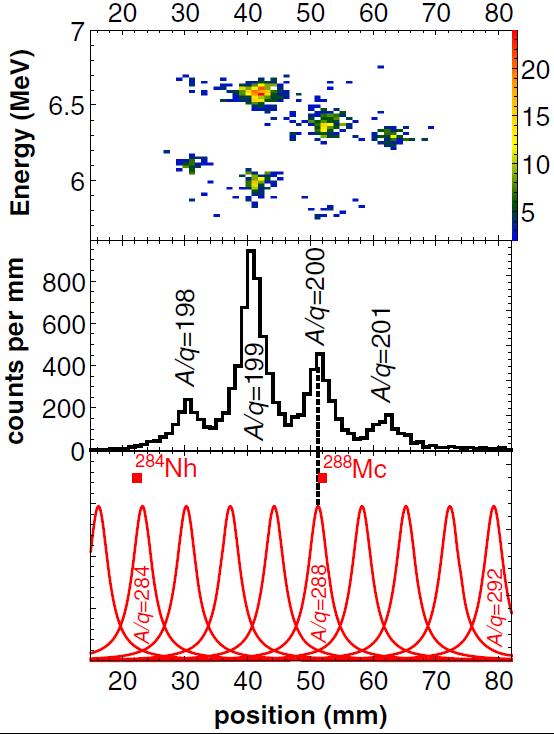 20 30 40 50 60 70 80
7
6.5
6
Energy (MeV)
20
15
10
5
800
600
400
200
0
counts per mm
A/q=198
A/q=199
A/q=200
A/q=201
²⁸⁴Nh
²⁸⁸Mc
A/q=284
A/q=288
A/q=292
20 30 40 50 60 70 80
position (mm)